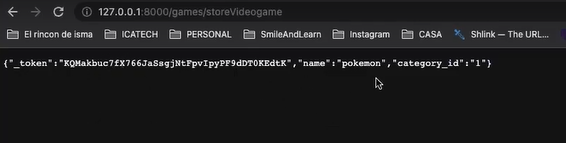 127.0.0.1:8000/games/storeVideogame
El rincon de isma ICATECH PERSONAL SmileAndLearn Instagram CASA Shlink — The URL...
{"_token":"KQMakbuc7fX766JaSsgjNtFpvIpyPF9dDT0KEdtK","name":"pokemon","category_id":"1"}